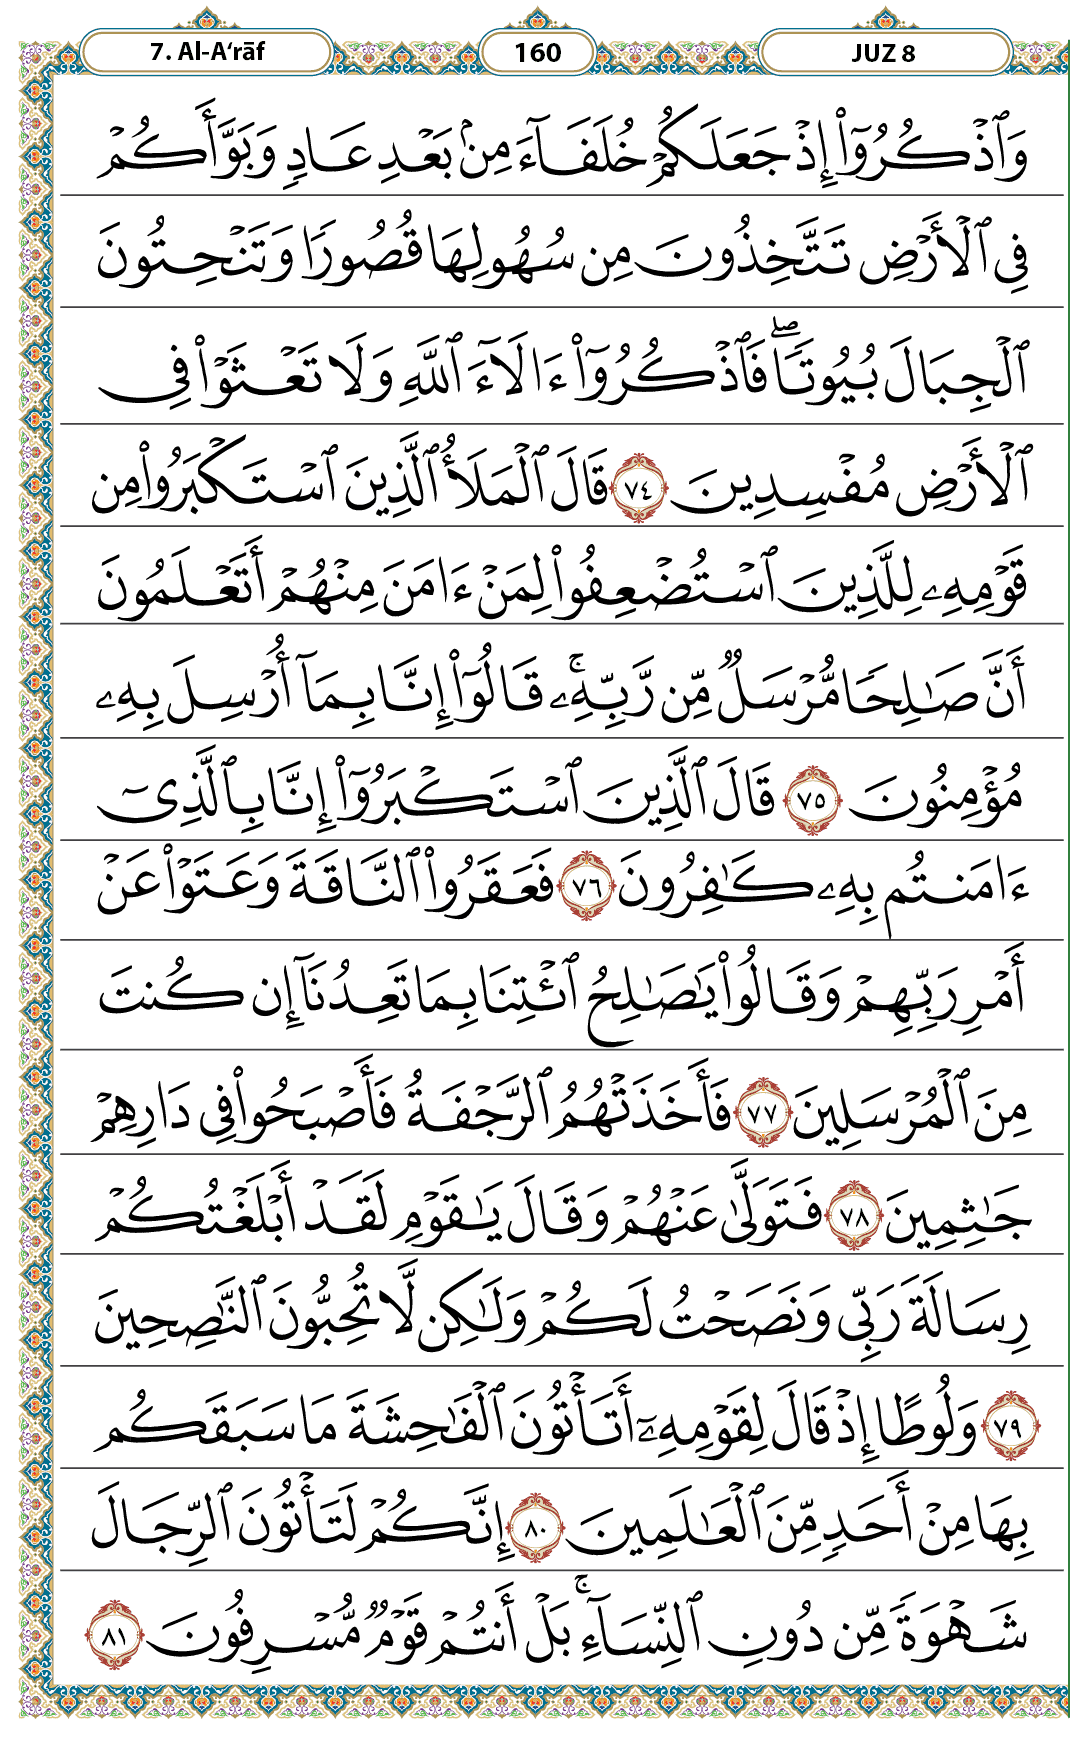 7. Al-A‘rāf
160
JUZ 8
وَٱذۡكُرُوٓاْ إِذۡ جَعَلَكُمۡ خُلَفَآءَ مِنۢ بَعۡدِ عَادٖ وَبَوَّأَكُمۡ
فِي ٱلۡأَرۡضِ تَتَّخِذُونَ مِن سُهُولِهَا قُصُورٗا وَتَنۡحِتُونَ
ٱلۡجِبَالَ بُيُوتٗاۖ فَٱذۡكُرُوٓاْ ءَالَآءَ ٱللَّهِ وَلَا تَعۡثَوۡاْ فِي
ٱلۡأَرۡضِ مُفۡسِدِينَ ٧٤ قَالَ ٱلۡمَلَأُ ٱلَّذِينَ ٱسۡتَكۡبَرُواْ مِن
قَوۡمِهِۦ لِلَّذِينَ ٱسۡتُضۡعِفُواْ لِمَنۡ ءَامَنَ مِنۡهُمۡ أَتَعۡلَمُونَ
أَنَّ صَٰلِحٗا مُّرۡسَلٞ مِّن رَّبِّهِۦۚ قَالُوٓاْ إِنَّا بِمَآ أُرۡسِلَ بِهِۦ
مُؤۡمِنُونَ ٧٥ قَالَ ٱلَّذِينَ ٱسۡتَكۡبَرُوٓاْ إِنَّا بِٱلَّذِيٓ
ءَامَنتُم بِهِۦ كَٰفِرُونَ ٧٦ فَعَقَرُواْ ٱلنَّاقَةَ وَعَتَوۡاْ عَنۡ
أَمۡرِ رَبِّهِمۡ وَقَالُواْ يَٰصَٰلِحُ ٱئۡتِنَا بِمَا تَعِدُنَآ إِن كُنتَ
مِنَ ٱلۡمُرۡسَلِينَ ٧٧ فَأَخَذَتۡهُمُ ٱلرَّجۡفَةُ فَأَصۡبَحُواْ فِي دَارِهِمۡ
جَٰثِمِينَ ٧٨ فَتَوَلَّىٰ عَنۡهُمۡ وَقَالَ يَٰقَوۡمِ لَقَدۡ أَبۡلَغۡتُكُمۡ
رِسَالَةَ رَبِّي وَنَصَحۡتُ لَكُمۡ وَلَٰكِن لَّا تُحِبُّونَ ٱلنَّٰصِحِينَ
٧٩ وَلُوطًا إِذۡ قَالَ لِقَوۡمِهِۦٓ أَتَأۡتُونَ ٱلۡفَٰحِشَةَ مَا سَبَقَكُم
بِهَا مِنۡ أَحَدٖ مِّنَ ٱلۡعَٰلَمِينَ ٨٠ إِنَّكُمۡ لَتَأۡتُونَ ٱلرِّجَالَ
شَهۡوَةٗ مِّن دُونِ ٱلنِّسَآءِۚ بَلۡ أَنتُمۡ قَوۡمٞ مُّسۡرِفُونَ ٨١